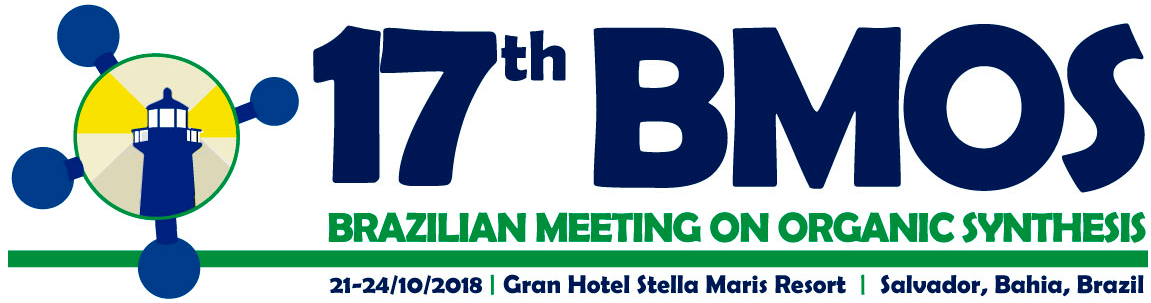 17th BMOS
BRAZILIAN MEETING ON ORGANIC SYNTHESIS
21-24/10/2018 | Gran Hotel Stella Maris Resort | Salvador, Bahia, Brazil